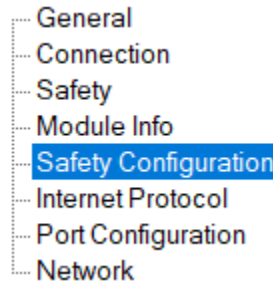 General
Connection
Safety
Module Info
Safety Configuration
Internet Protocol
Port Configuration
Network